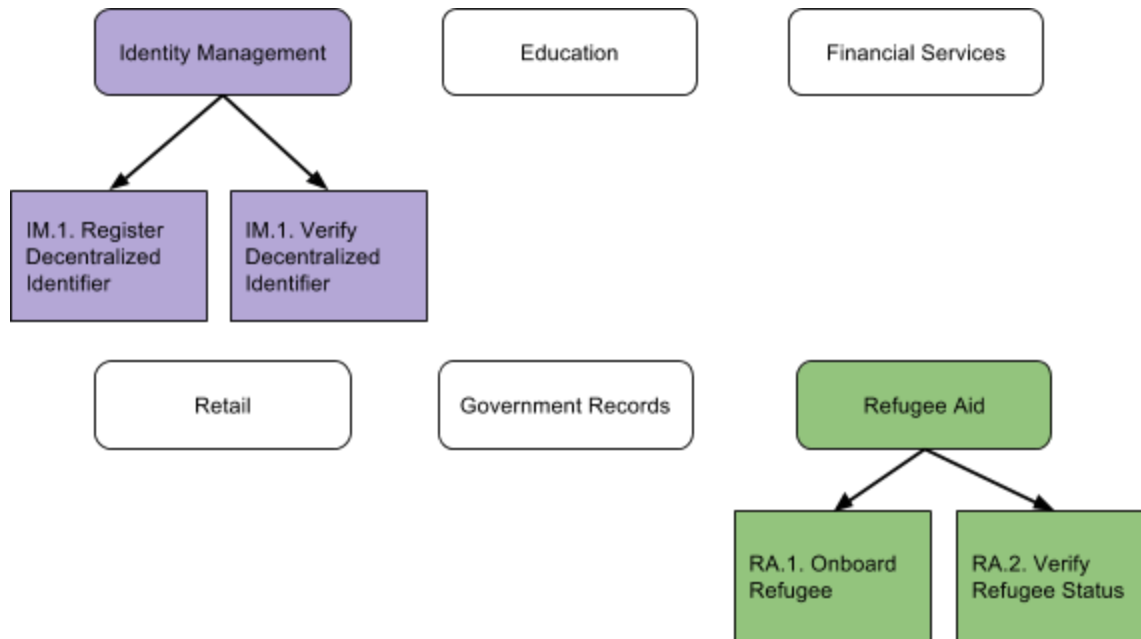 Identity Management
Education
Financial Services
IM.1. Register
Decentralized
Identifier
IM.1. Verify
Decentralized
Identifier
Retail
Government Records
Refugee Aid
RA.1. Onboard
Refugee
RA.2. Verify
Refugee Status